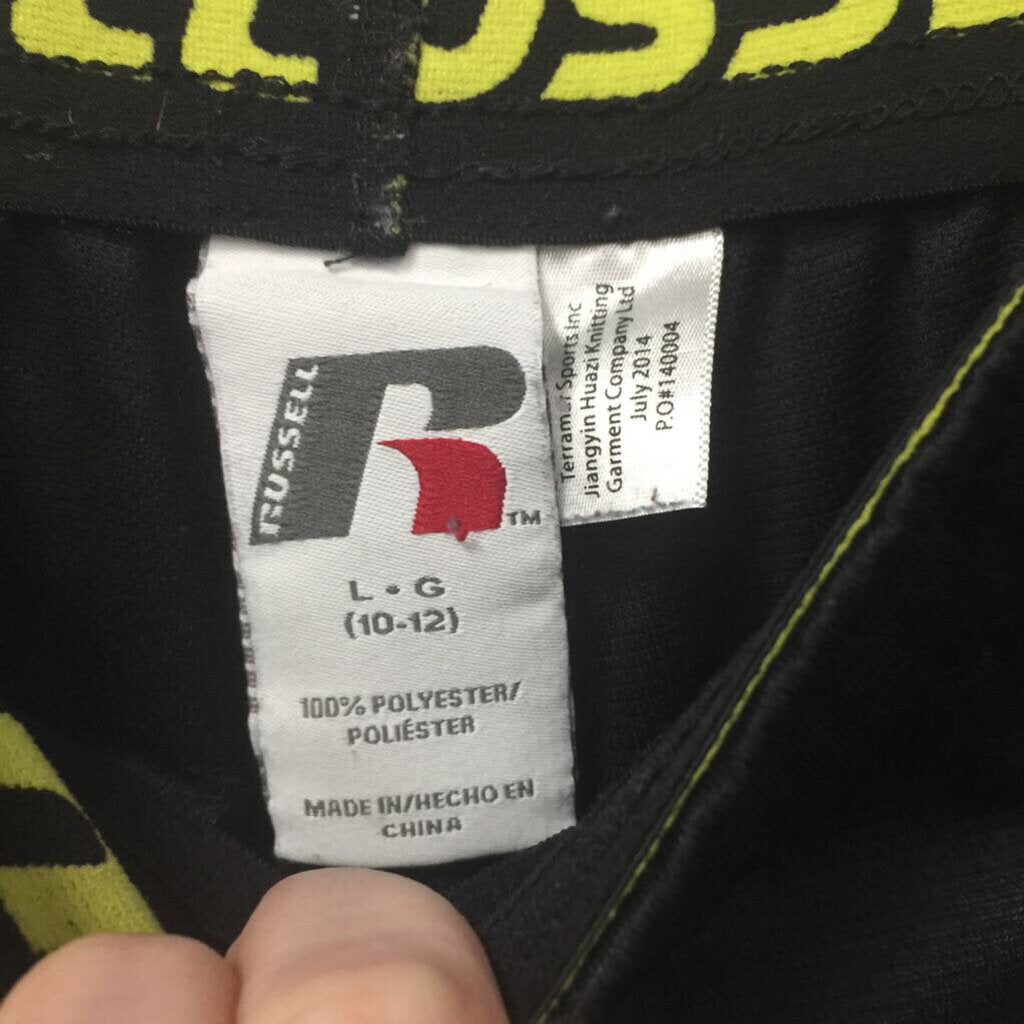 RUSSELL
R
TM
L • G
(10-12)
100% POLYESTER/
POLIÉSTER
MADE IN/HECHO EN
CHINA
Sports Inc
Jiangyin Huazi Knitting
Garment Company Ltd
July 2014
P.O#140004